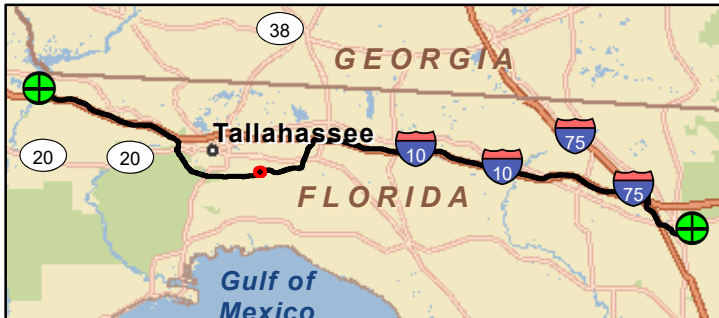 38
GEORGIA
Tallahassee
75
10
10
20
20
75
FLORIDA
Gulf of
Mexico